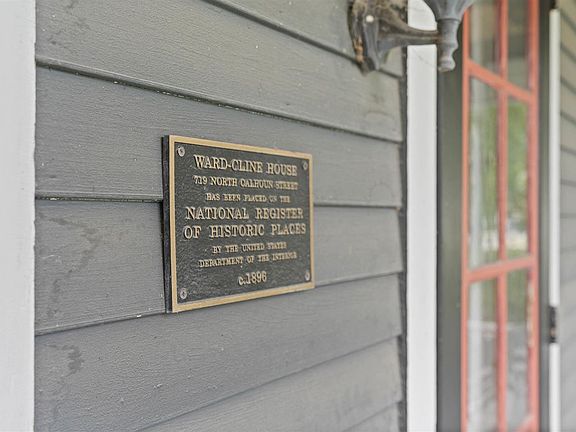 WARD-CLINE HOUSE
719 NORTH CALHOUN STREET
HAS BEEN PLACED ON THE
NATIONAL REGISTER
OF HISTORIC PLACES
BY THE UNITED STATES
DEPARTMENT OF THE INTERIOR
c.1896